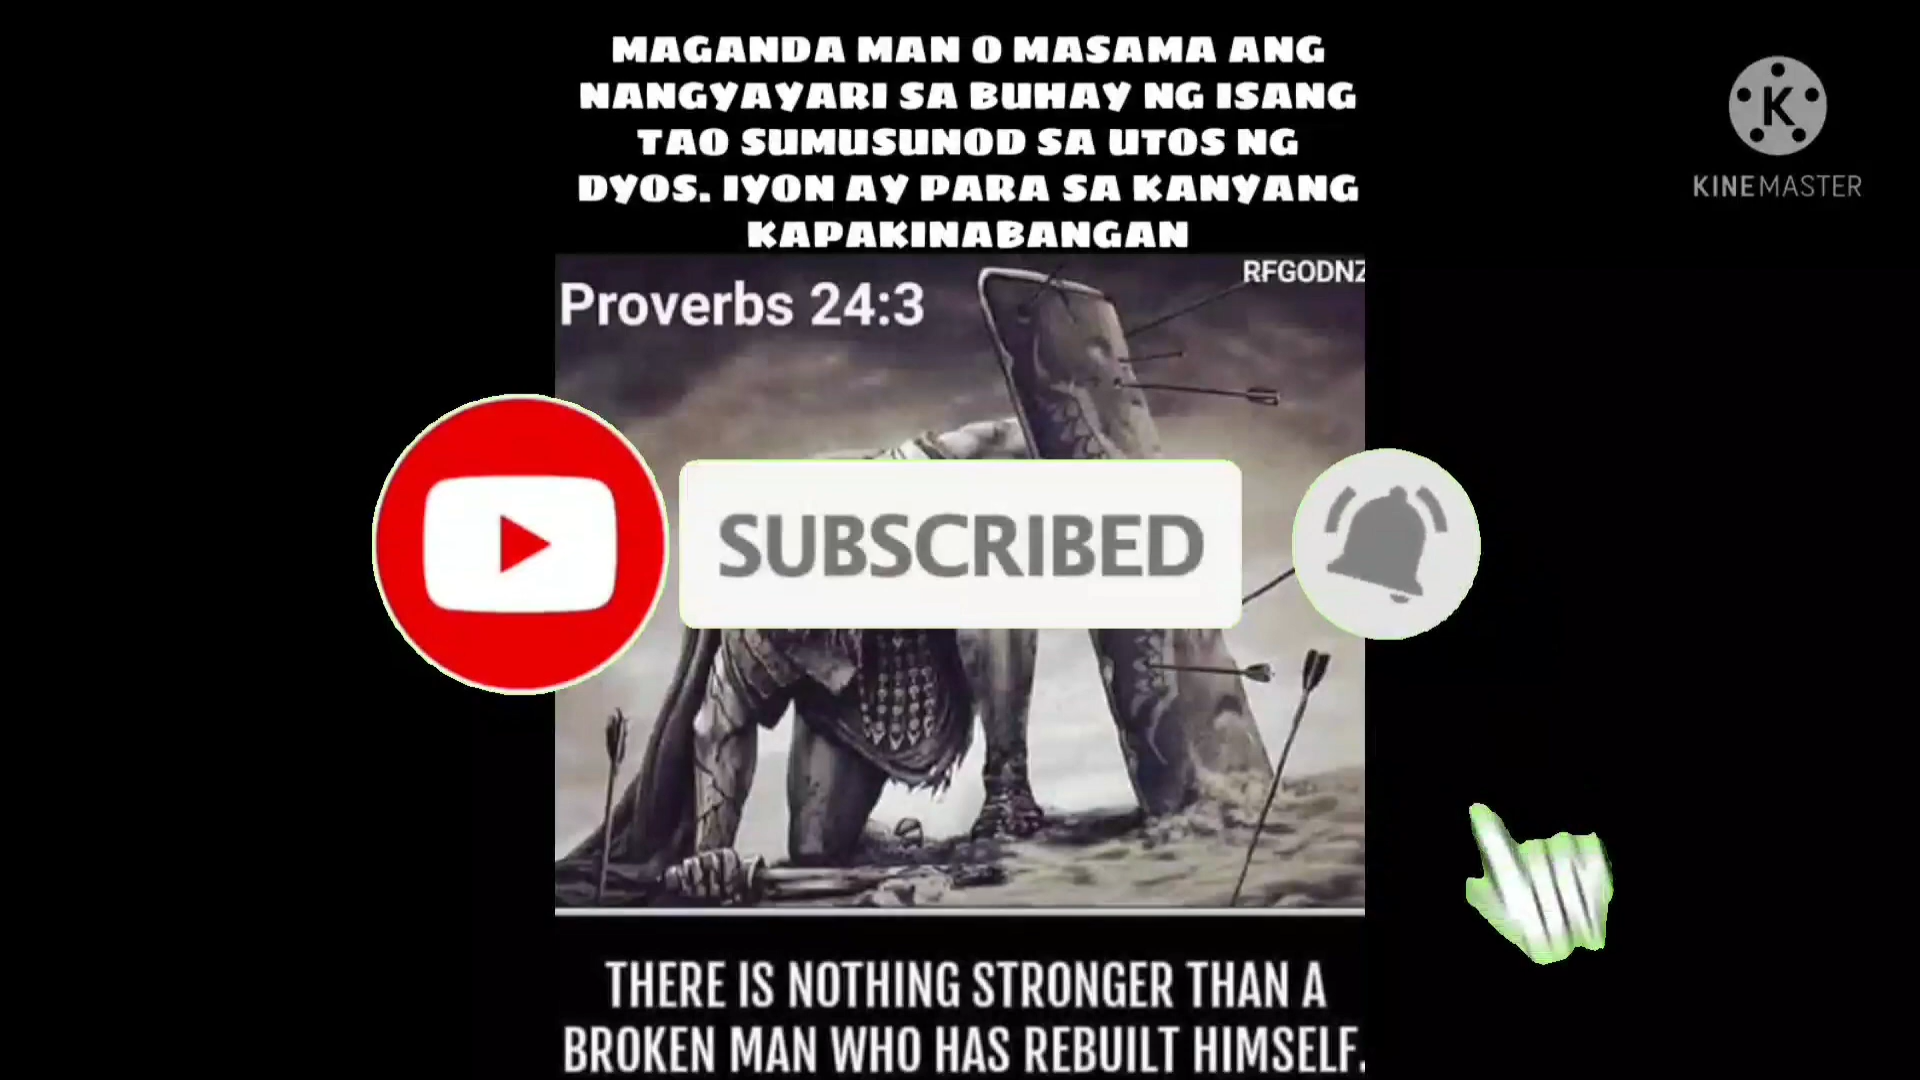 MAGANDA MAN O MASAMA ANG
NANGYAYARI SA BUHAY NG ISANG
TAO SUMUSUNOD SA UTOS NG
DYOS. IYON AY PARA SA KANYANG
KAPAKINABANGAN
K
KINEMASTER
RFGODNZ
Proverbs 24:3
SUBSCRIBED
THERE IS NOTHING STRONGER THAN A
BROKEN MAN WHO HAS REBUILT HIMSELF.